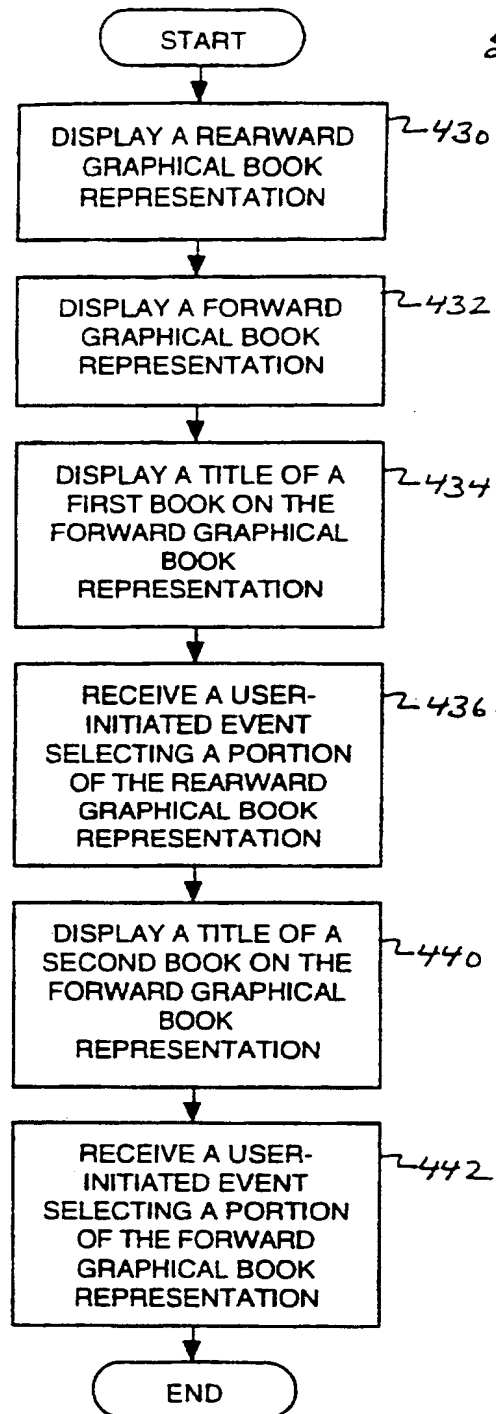 START
DISPLAY A REARWARD
GRAPHICAL BOOK
REPRESENTATION
430
DISPLAY A FORWARD
GRAPHICAL BOOK
REPRESENTATION
432
DISPLAY A TITLE OF A
FIRST BOOK ON THE
FORWARD GRAPHICAL
BOOK
REPRESENTATION
434
RECEIVE A USER-
INITIATED EVENT
SELECTING A PORTION
OF THE REARWARD
GRAPHICAL BOOK
REPRESENTATION
436
DISPLAY A TITLE OF A
SECOND BOOK ON THE
FORWARD GRAPHICAL
BOOK
REPRESENTATION
440
RECEIVE A USER-
INITIATED EVENT
SELECTING A PORTION
OF THE FORWARD
GRAPHICAL BOOK
REPRESENTATION
442
END